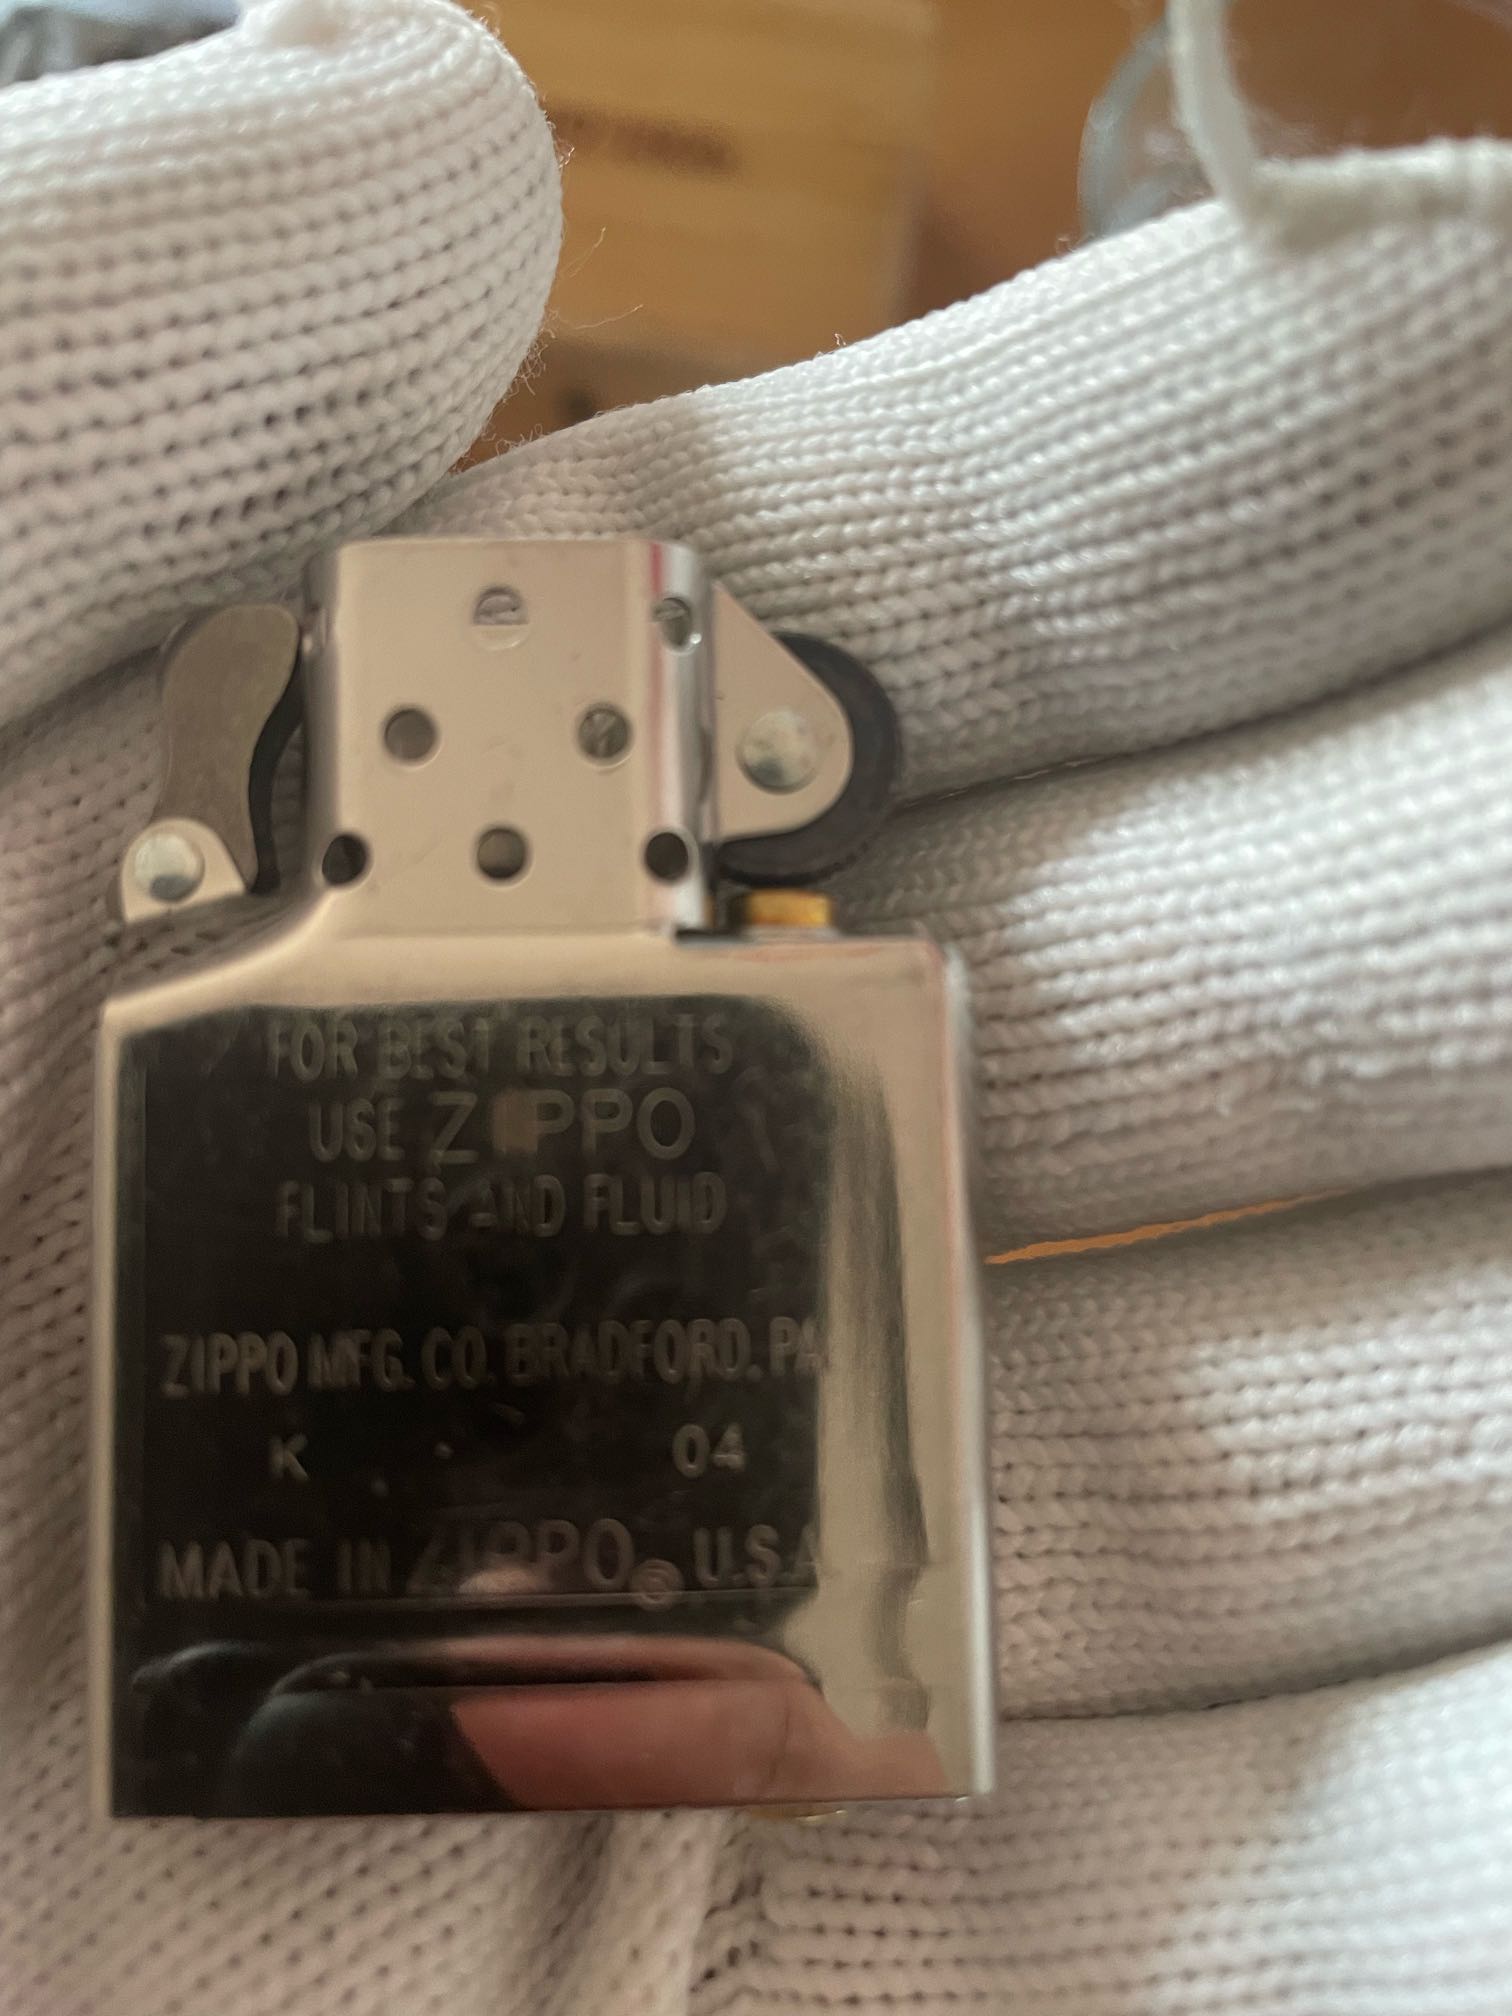 FOR BEST RESULTS
USE ZIPPO
FLINTS AND FLUID
ZIPPO MFG. CO. BRADFORD. PA
K 04
MADE IN ZIPPO® U.S.A